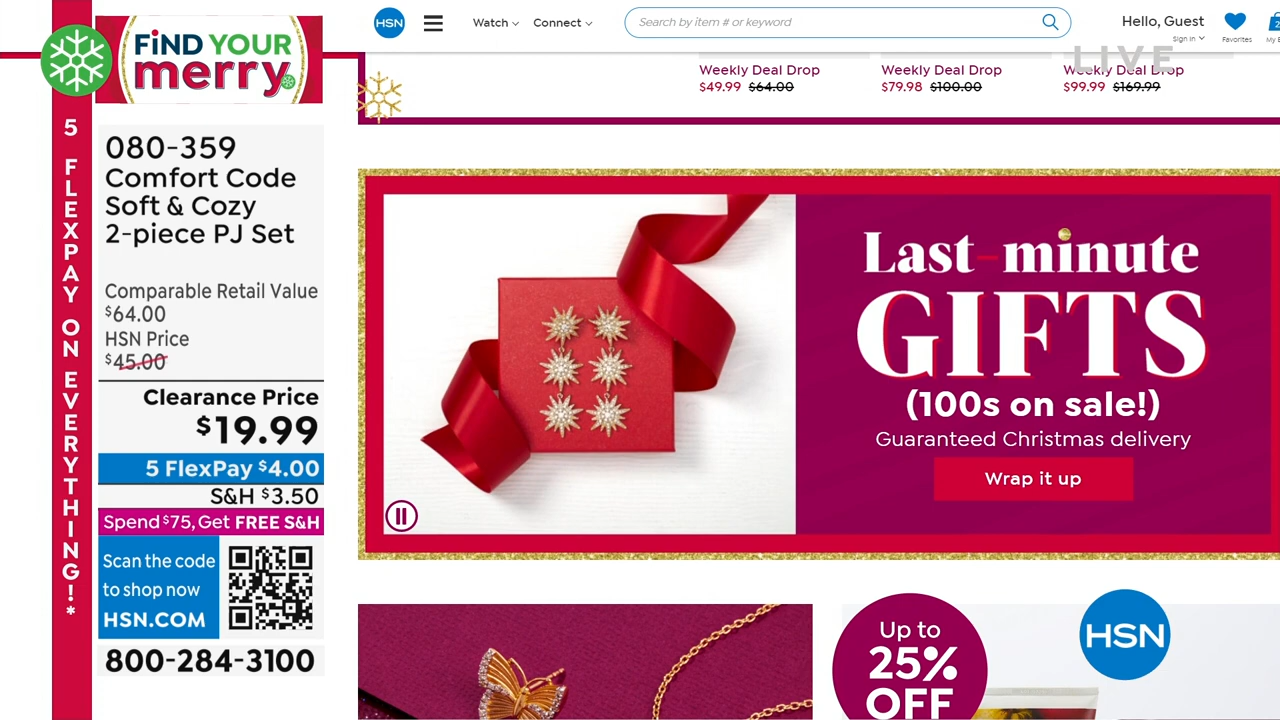 FiND YOUR
merry
5 FLEXPAY ON EVERYTHING!*
080-359
Comfort Code
Soft & Cozy
2-piece PJ Set
Comparable Retail Value
$64.00
HSN Price
$45.00
Clearance Price
$19.99
5 FlexPay $4.00
S&H $3.50
Spend $75, Get FREE S&H
Scan the code
to shop now
HSN.COM
800-284-3100
HSN
Watch
Connect
Search by item # or keyword
Hello, Guest
Sign In
Favorites
2
LIVE
Weekly Deal Drop
$49.99 $64.00
Weekly Deal Drop
$79.98 $100.00
Weekly Deal Drop
$99.99 $169.99
Last-minute
GIFTS
(100s on sale!)
Guaranteed Christmas delivery
Wrap it up
Up to
25%
OFF
HSN